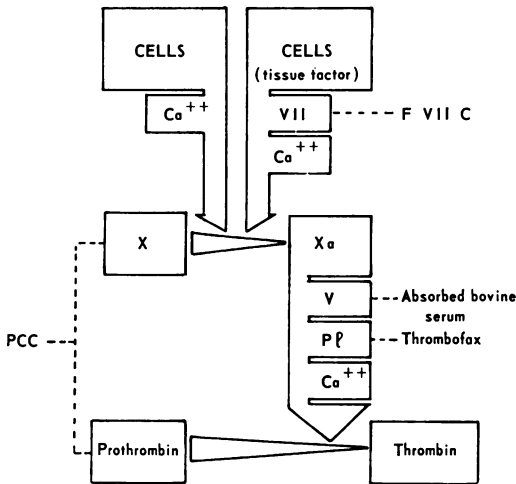 CELLS
CELLS
(tissue factor)
Ca++
VII
F VII C
Ca++
X
Xa
V
Absorbed bovine
serum
PCC
Pℓ
Thrombofax
Ca++
Prothrombin
Thrombin